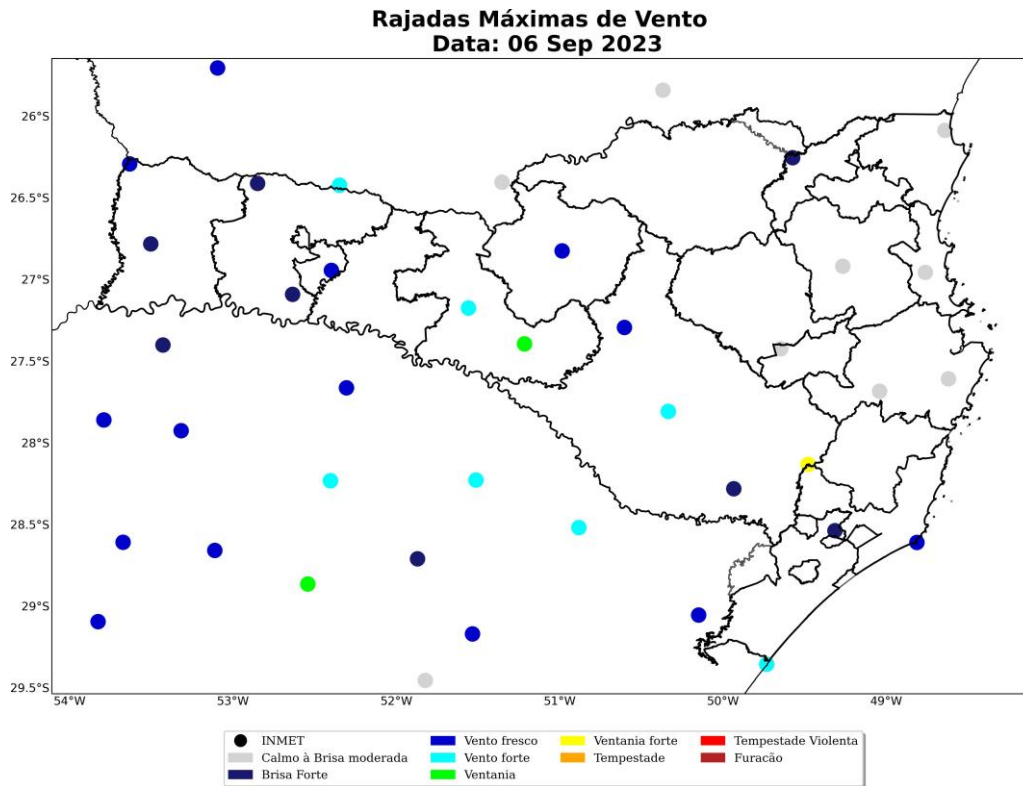 Rajadas Máximas de Vento
Data: 06 Sep 2023
26°S
26.5°S
27°S
27.5°S
28°S
28.5°S
29°S
29.5°S
54°W 53°W 52°W 51°W 50°W 49°W
INMET Vento fresco Ventania forte Tempestade Violenta
Calmo à Brisa moderada Vento forte Tempestade Furacão
Brisa Forte Ventania